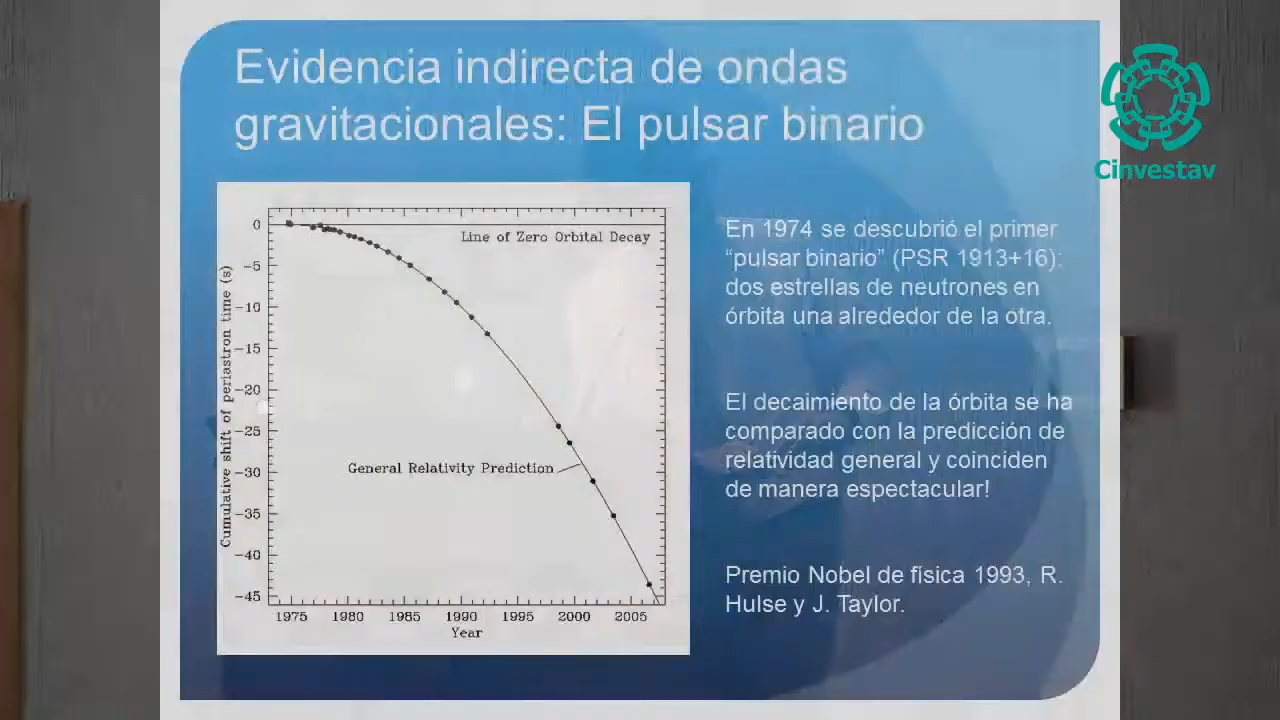 Evidencia indirecta de ondas
gravitacionales: El pulsar binario
Cinvestav
0
Line of Zero Orbital Decay
−5
−10
−15
−20
−25
−30
−35
−40
−45
Cumulative shift of periastron time (s)
General Relativity Prediction
1975 1980 1985 1990 1995 2000 2005
Year
En 1974 se descubrió el primer
“pulsar binario” (PSR 1913+16):
dos estrellas de neutrones en
órbita una alrededor de la otra.
El decaimiento de la órbita se ha
comparado con la predicción de
relatividad general y coinciden
de manera espectacular!
Premio Nobel de física 1993, R.
Hulse y J. Taylor.